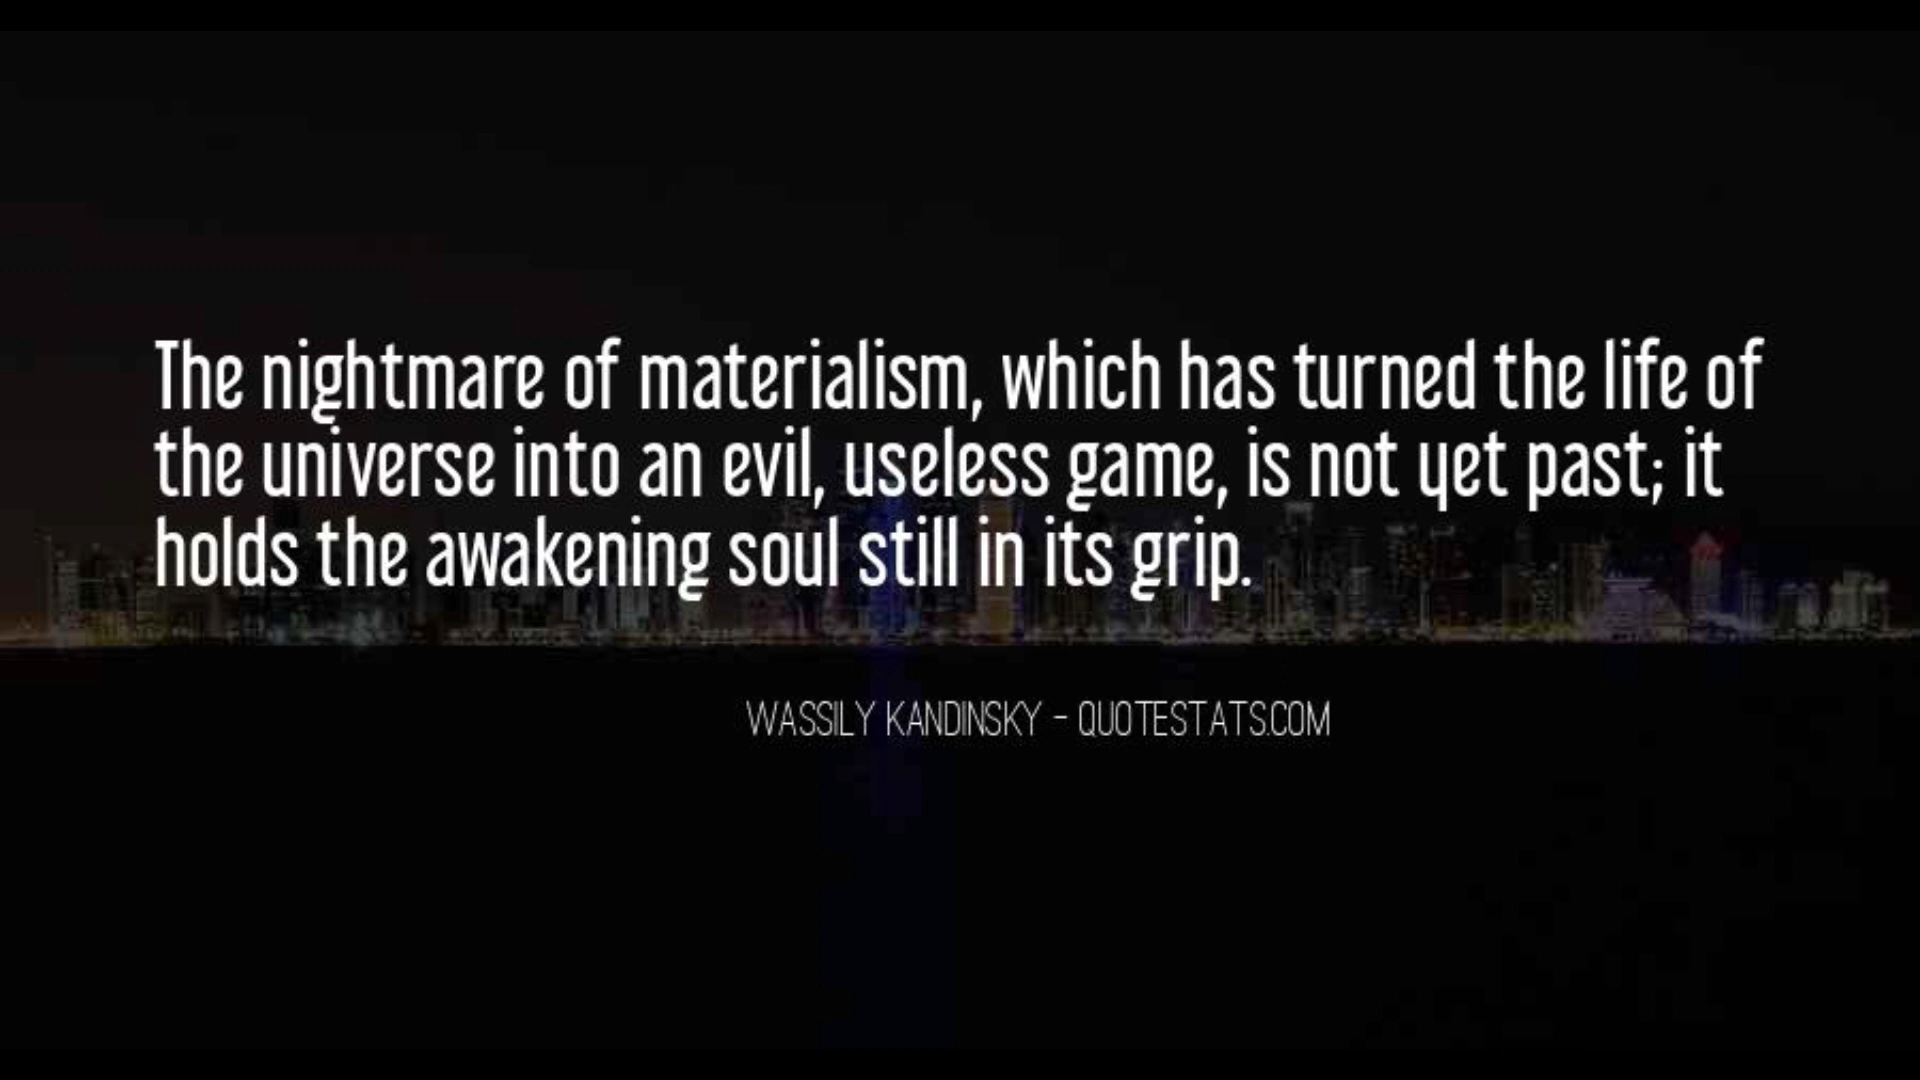 The nightmare of materialism, which has turned the life of
the universe into an evil, useless game, is not yet past; it
holds the awakening soul still in its grip.
WASSILY KANDINSKY - QUOTESTATS.COM